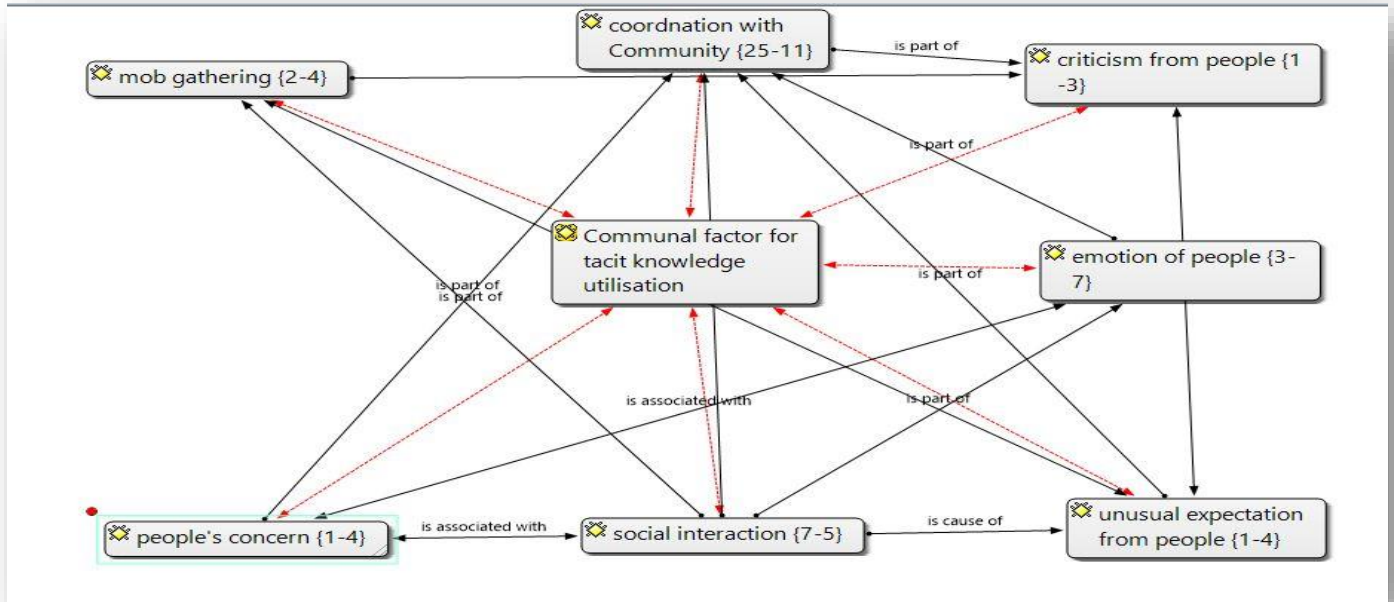 coordnation with
Community {25-11}
is part of
mob gathering {2-4}
criticism from people {1
-3}
is part of
Communal factor for
tacit knowledge
utilisation
emotion of people {3-
7}
is part of
is part of
is part of
is associated with
is part of
people's concern {1-4}
is associated with
social interaction {7-5}
is cause of
unusual expectation
from people {1-4}